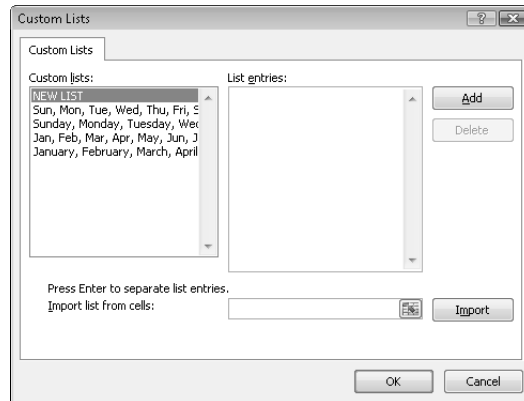 Custom Lists
Custom Lists
Custom lists:
List entries:
NEW LIST
Sun, Mon, Tue, Wed, Thu, Fri, S
Sunday, Monday, Tuesday, Wed
Jan, Feb, Mar, Apr, May, Jun, J
January, February, March, April
Add
Delete
Press Enter to separate list entries.
Import list from cells:
Import
OK
Cancel